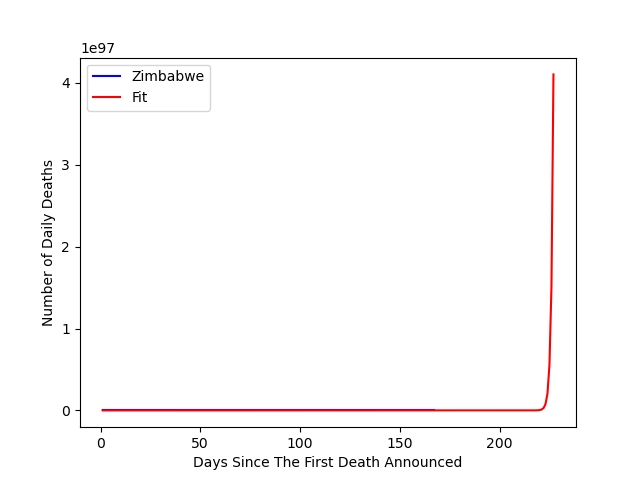 1e97
Zimbabwe
Fit
4
3
2
1
0
Number of Daily Deaths
0 50 100 150 200
Days Since The First Death Announced